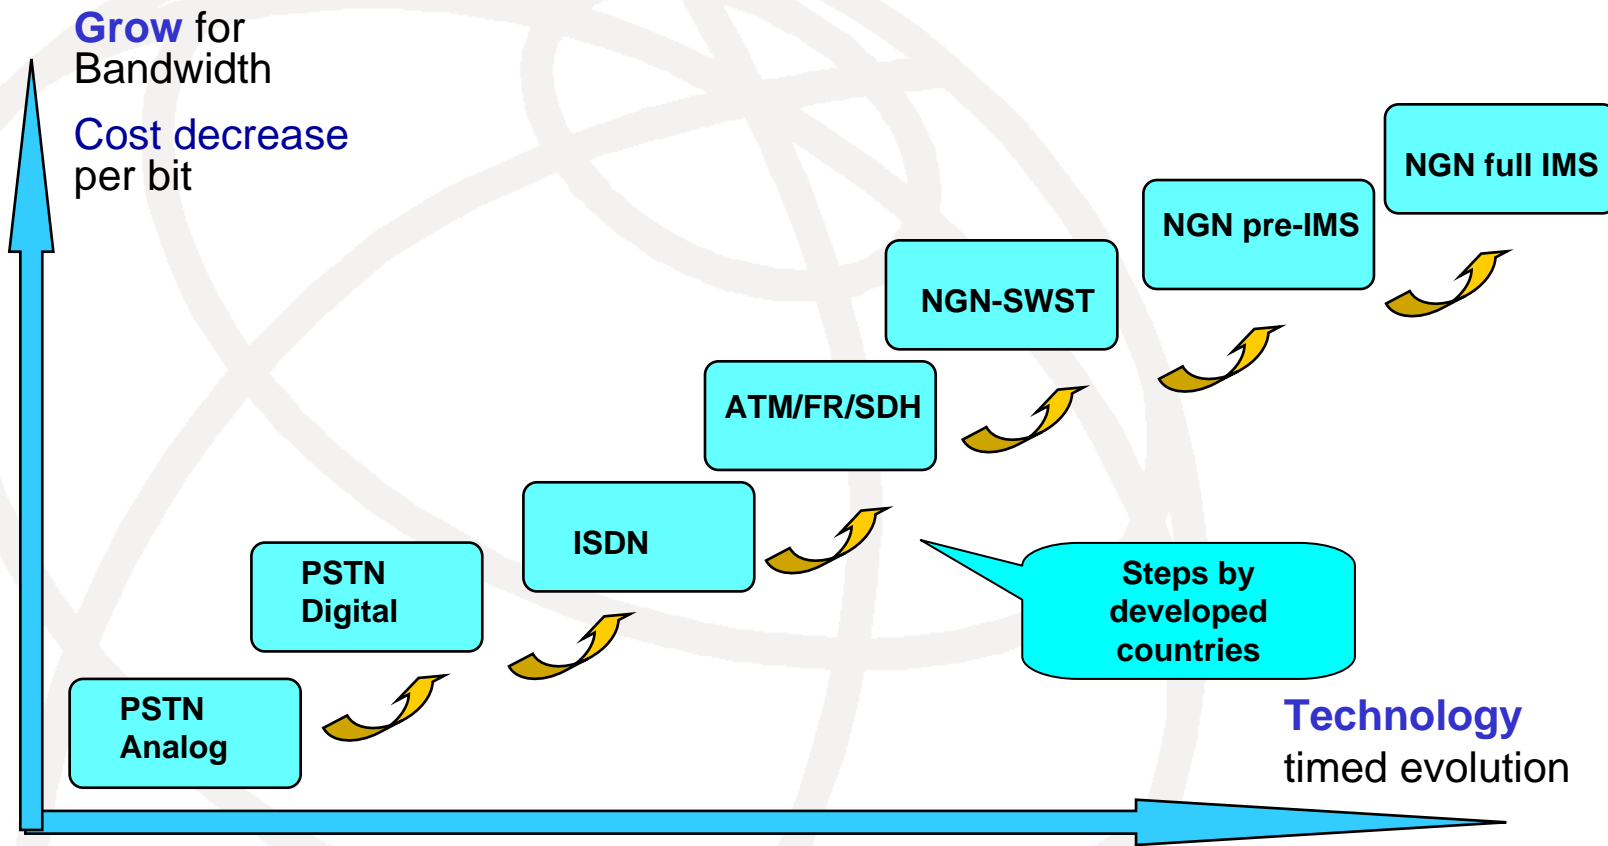 Grow for
Bandwidth
Cost decrease
per bit
NGN full IMS
NGN pre-IMS
NGN-SWST
ATM/FR/SDH
ISDN
PSTN
Digital
PSTN
Analog
Steps by
developed
countries
Technology
timed evolution